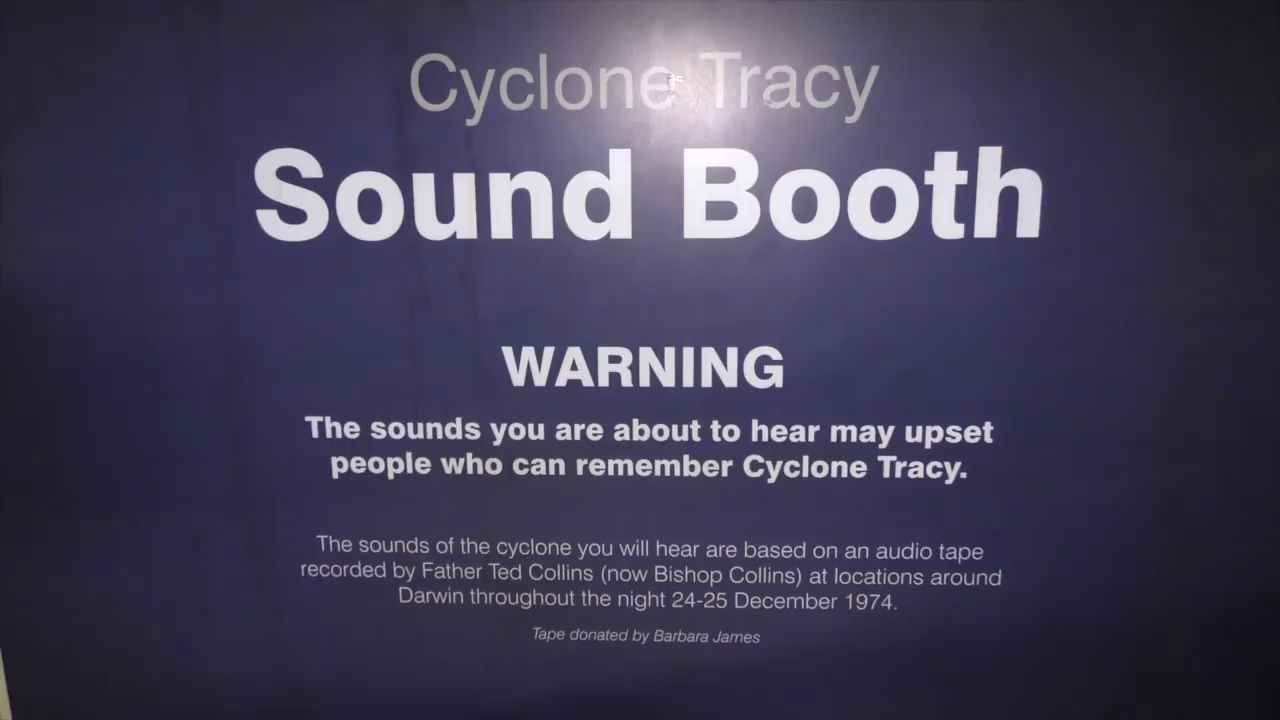 Cyclone Tracy
Sound Booth
WARNING
The sounds you are about to hear may upset
people who can remember Cyclone Tracy.
The sounds of the cyclone you will hear are based on an audio tape
recorded by Father Ted Collins (now Bishop Collins) at locations around
Darwin throughout the night 24-25 December 1974.
Tape donated by Barbara James